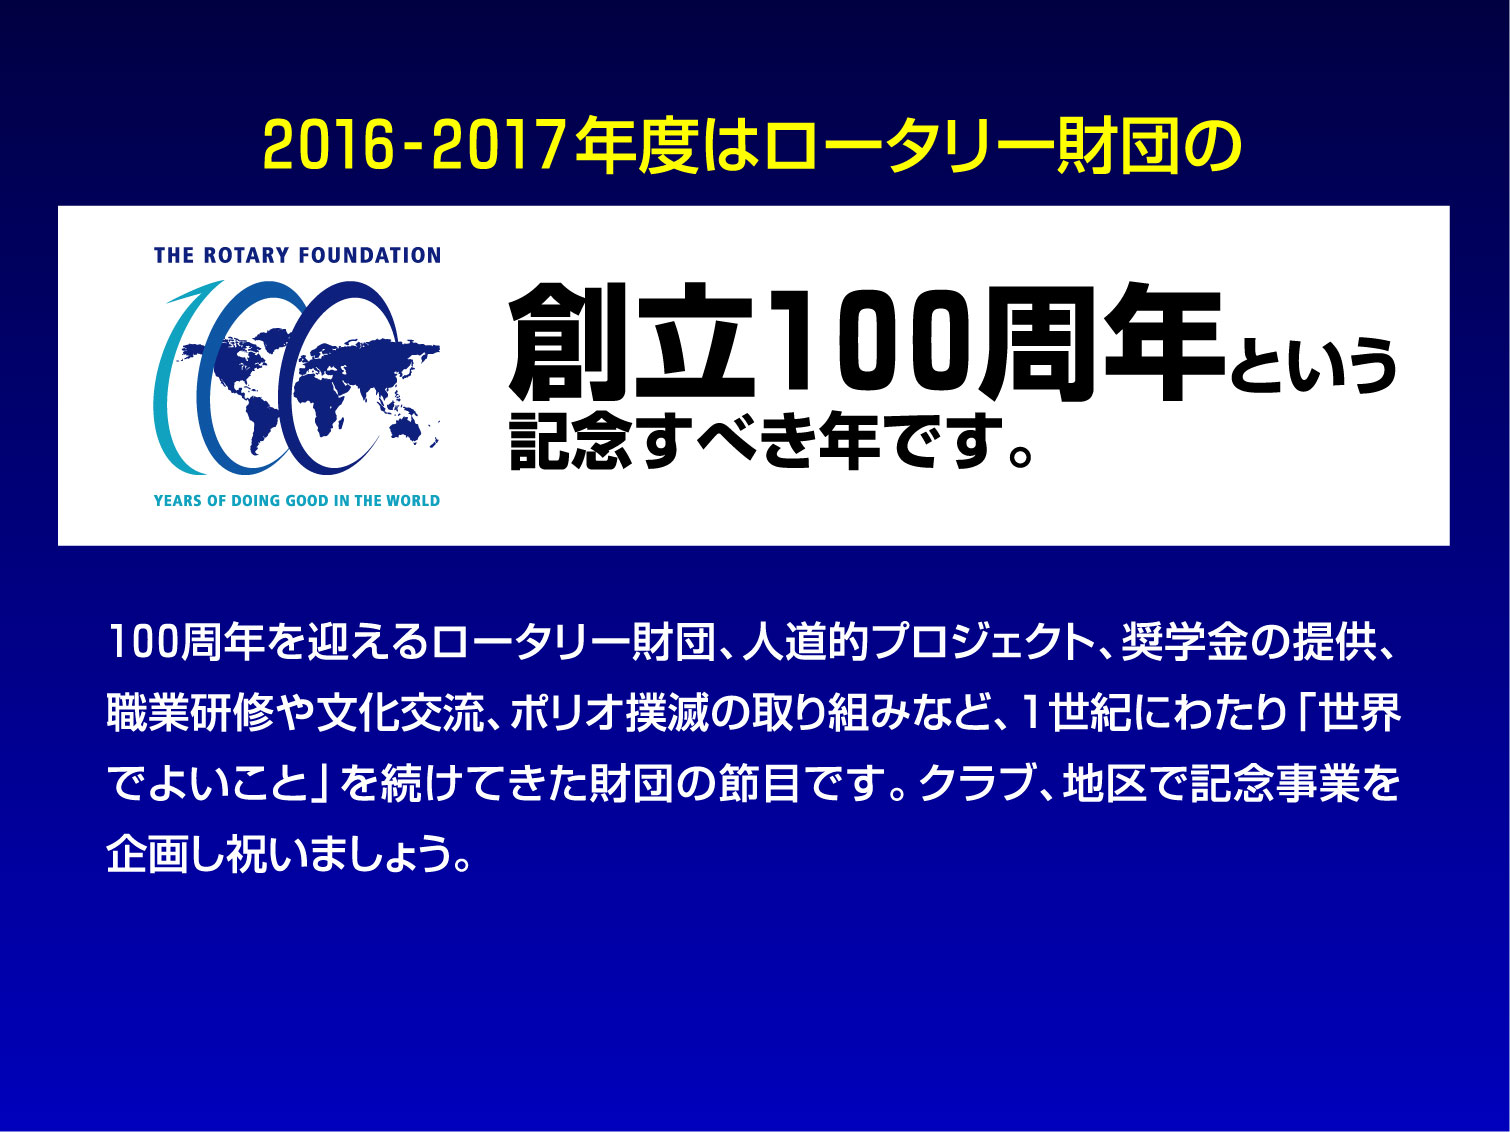 2016-2017年度はロータリー財団の
THE ROTARY FOUNDATION
100
YEARS OF DOING GOOD IN THE WORLD
創立100周年という
記念すべき年です。
100周年を迎えるロータリー財団、人道的プロジェクト、奨学金の提供、
職業研修や文化交流、ポリオ撲滅の取り組みなど、1世紀にわたり「世界
でよいこと」を続けてきた財団の節目です。クラブ、地区で記念事業を
企画し祝いましょう。